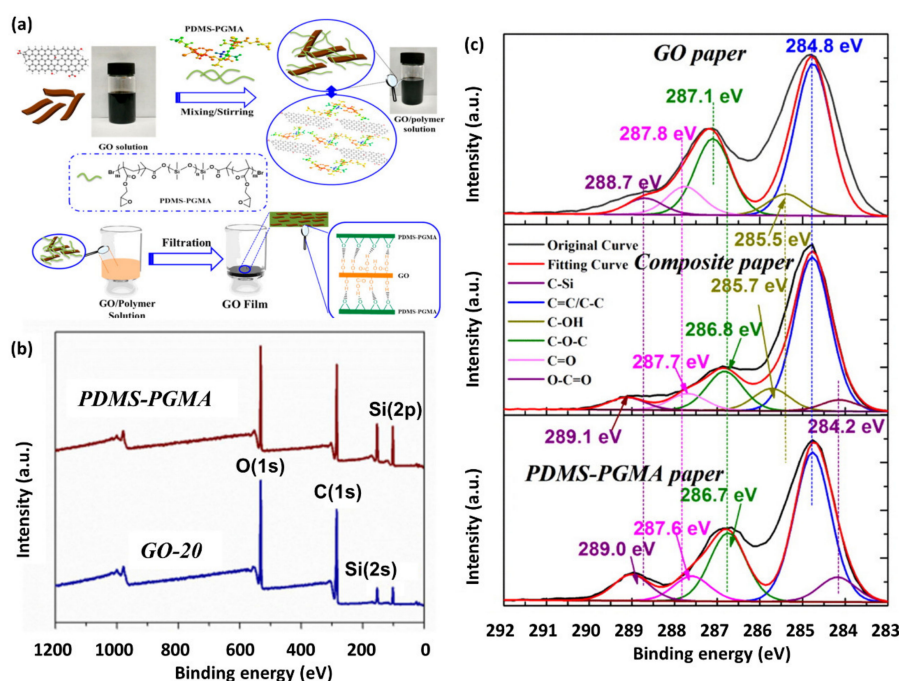 (a)
PDMS-PGMA
Mixing/Stirring
GO solution
GO/polymer
solution
Br
Br
PDMS-PGMA
Filtration
GO/Polymer
Solution
GO Film
PDMS-PGMA
GO
PDMS-PGMA
(b)
PDMS-PGMA
Si(2p)
O(1s)
C(1s)
GO-20
Si(2s)
Intensity (a.u.)
1200 1000 800 600 400 200 0
Binding energy (eV)
(c)
GO paper
284.8 eV
287.1 eV
287.8 eV
288.7 eV
285.5 eV
Intensity (a.u.)
Original Curve
Fitting Curve
C-Si
C=C/C-C
C-OH
C-O-C
C=O
O-C=O
Composite paper
285.7 eV
286.8 eV
287.7 eV
289.1 eV
284.2 eV
Intensity (a.u.)
PDMS-PGMA paper
286.7 eV
287.6 eV
289.0 eV
Intensity (a.u.)
292 291 290 289 288 287 286 285 284 283
Binding energy (eV)